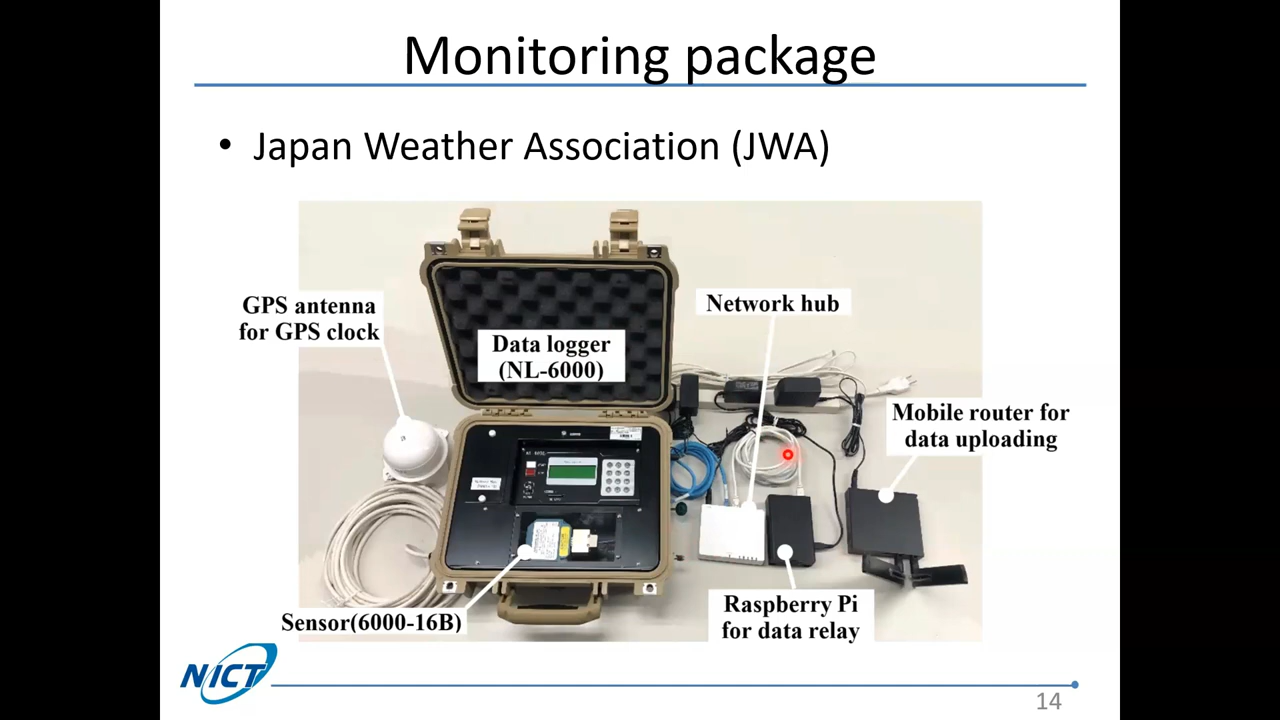 Monitoring package
• Japan Weather Association (JWA)
GPS antenna
for GPS clock
Data logger
(NL-6000)
Network hub
Mobile router for
data uploading
Sensor(6000-16B)
Raspberry Pi
for data relay
NICT
14